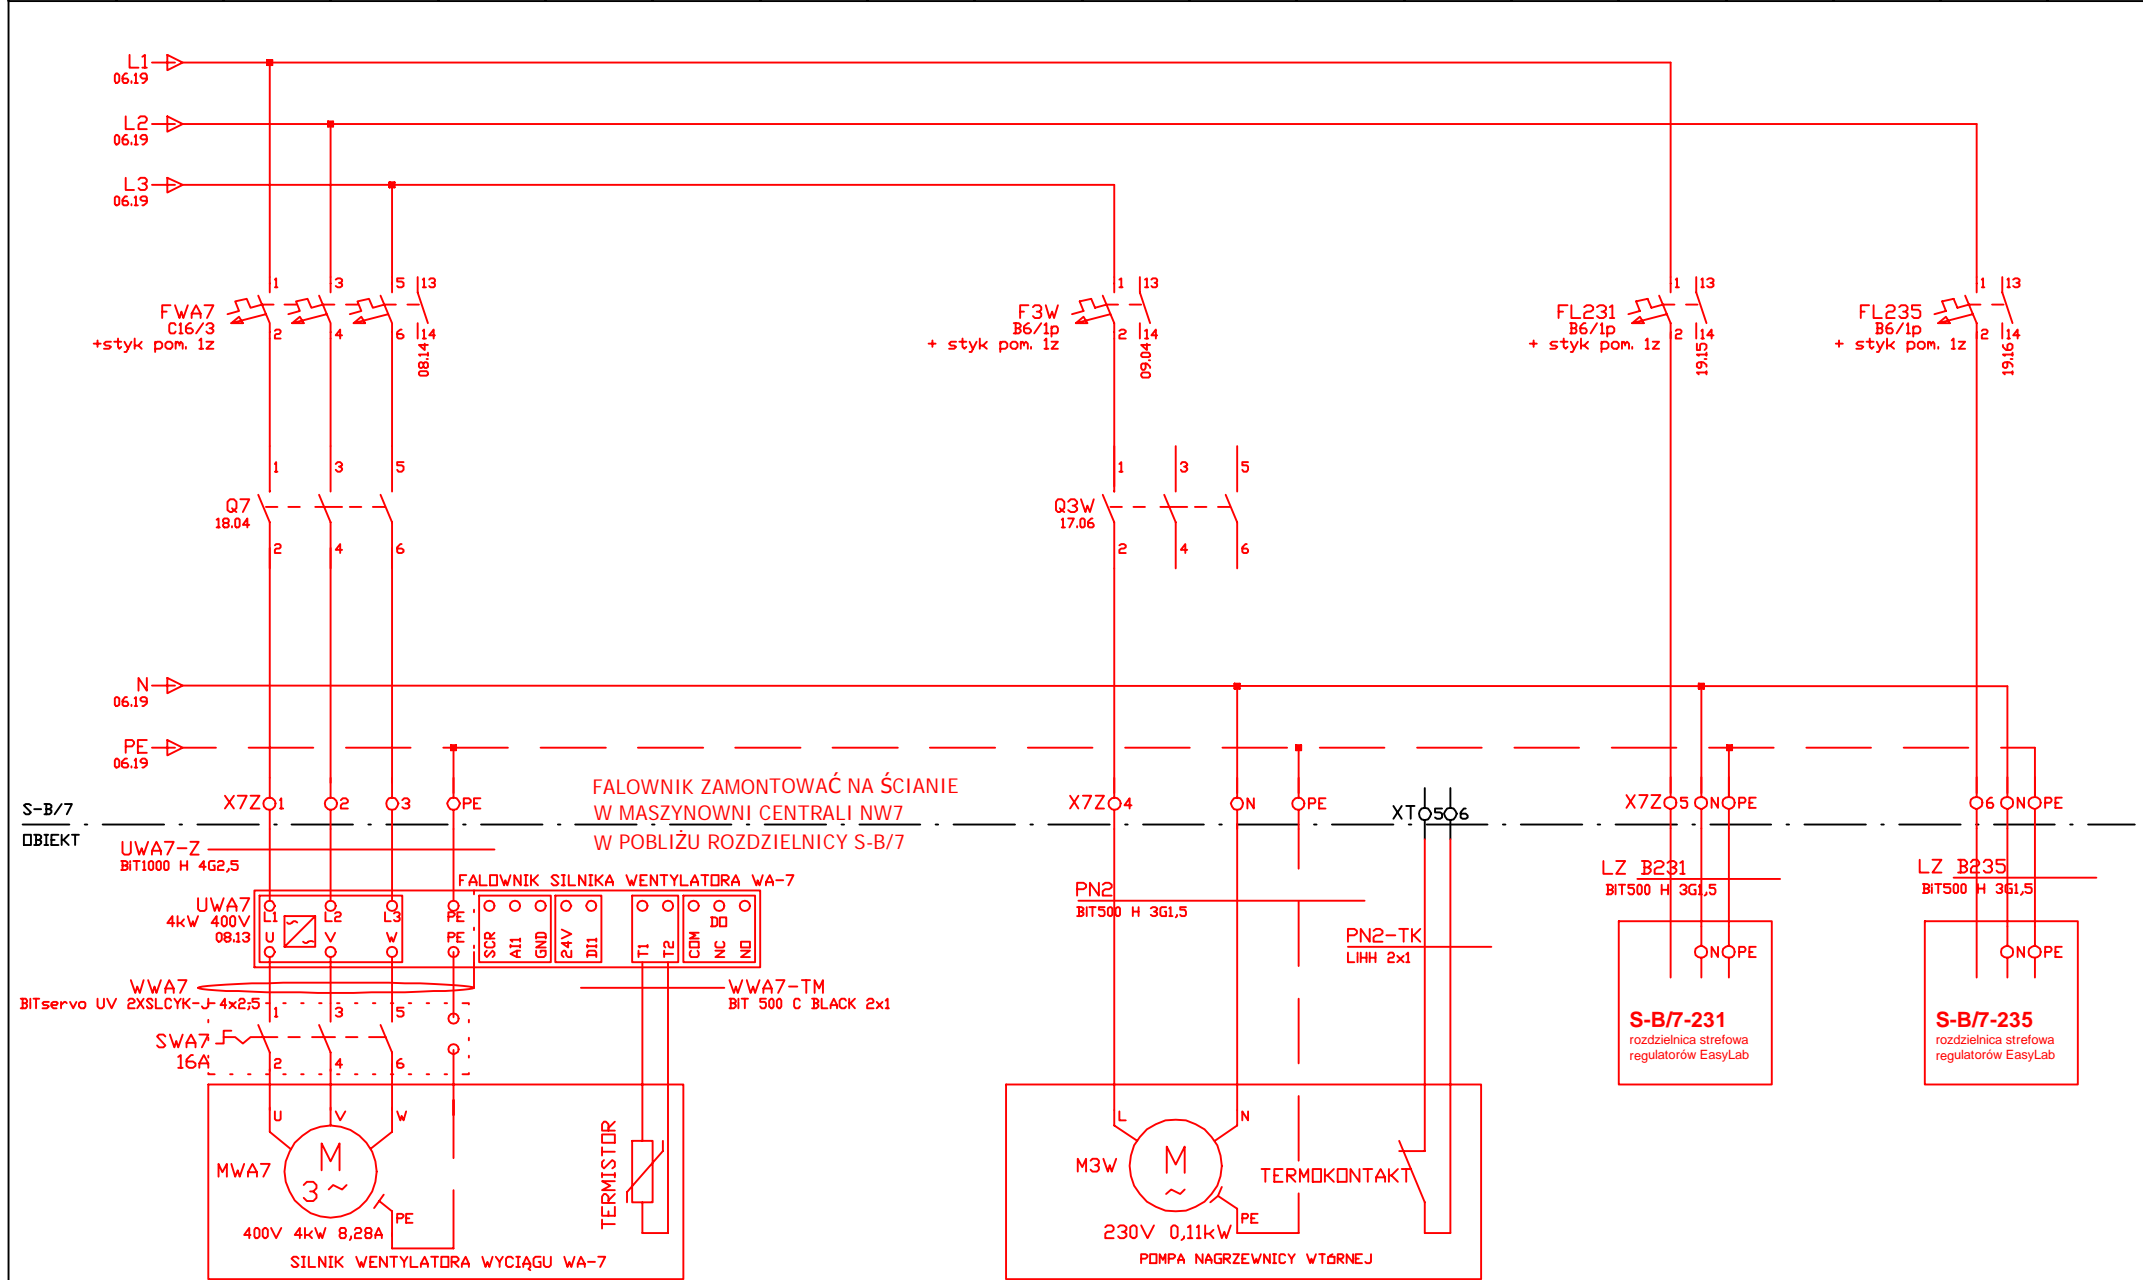 L1
06.19
L2
06.19
L3
06.19
1 3 5 13
FWA7
C16/3
+styk pom. 1z
2 4 6 14
08.14
1 13
F3W
B6/1p
+ styk pom. 1z
2 14
09.04
1 13
FL231
B6/1p
+ styk pom. 1z
2 14
19.15
1 13
FL235
B6/1p
+ styk pom. 1z
2 14
19.16
1 3 5
Q7
18.04
2 4 6
1 3 5
Q3W
17.06
2 4 6
N
06.19
PE
06.19
S-B/7
OBIEKT
X7Z 1 2 3 PE
FALOWNIK ZAMONTOWAĆ NA ŚCIANIE
W MASZYNOWNI CENTRALI NW7
W POBLIŻU ROZDZIELNICY S-B/7
X7Z 4 N PE
XT 5 6
X7Z 5 N PE
6 N PE
UWA7-Z
BIT1000 H 4G2,5
FALOWNIK SILNIKA WENTYLATORA WA-7
UWA7
4kW 400V
08.13
L1 L2 L3 PE
U V W PE
SCR AI1 GND 24V DI1 T1 T2 COM NC NO
DO
WWA7
BITservo UV 2XSLCYK-J 4x2,5
WWA7-TM
BIT 500 C BLACK 2x1
1 3 5
SWA7
16A
2 4 6
U V W
MWA7
M
3 ~
PE
400V 4kW 8,28A
TERMISTOR
SILNIK WENTYLATORA WYCIĄGU WA-7
PN2
BIT500 H 3G1,5
PN2-TK
LIHH 2x1
L N
M3W
M
~
PE
230V 0,11kW
TERMOKONTAKT
POMPA NAGRZEWNICY WTÓRNEJ
LZ B231
BIT500 H 3G1,5
N PE
S-B/7-231
rozdzielnica strefowa
regulatorów EasyLab
LZ B235
BIT500 H 3G1,5
N PE
S-B/7-235
rozdzielnica strefowa
regulatorów EasyLab